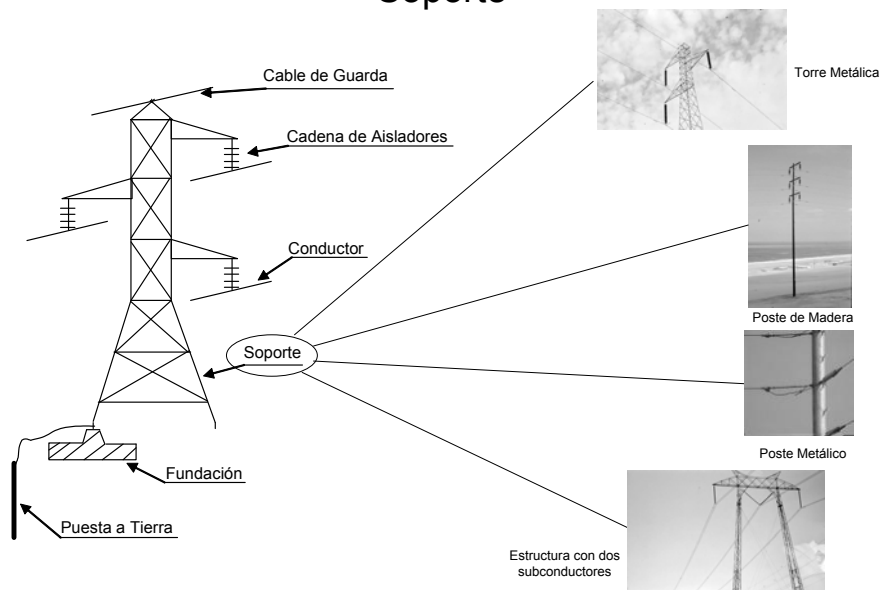 Soporte
Cable de Guarda
Torre Metálica
Cadena de Aisladores
Conductor
Poste de Madera
Soporte
Poste Metálico
Fundación
Puesta a Tierra
Estructura con dos
subconductores